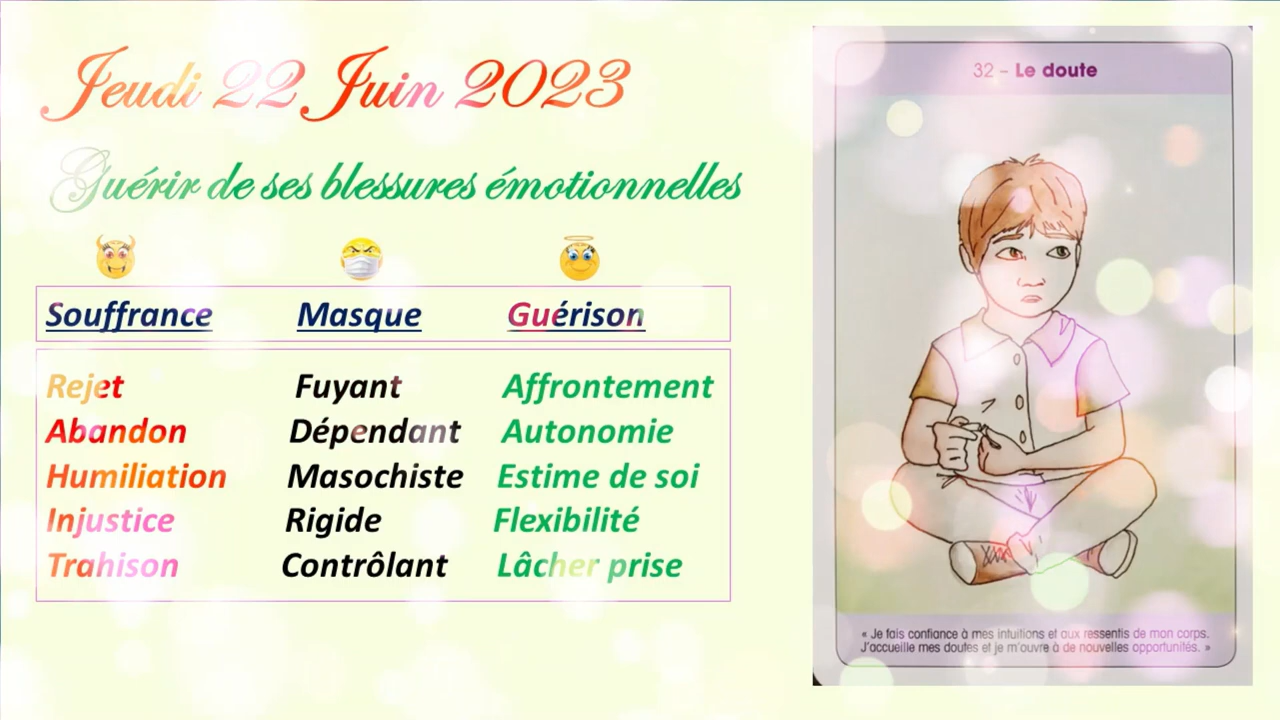 Jeudi 22 Juin 2023
Guérir de ses blessures émotionnelles
Souffrance Masque Guérison
Rejet Fuyant Affrontement
Abandon Dépendant Autonomie
Humiliation Masochiste Estime de soi
Injustice Rigide Flexibilité
Trahison Contrôlant Lâcher prise
32 – Le doute
« Je fais confiance à mes intuitions et aux ressentis de mon corps.
J'accueille mes doutes et je m'ouvre à de nouvelles opportunités. »